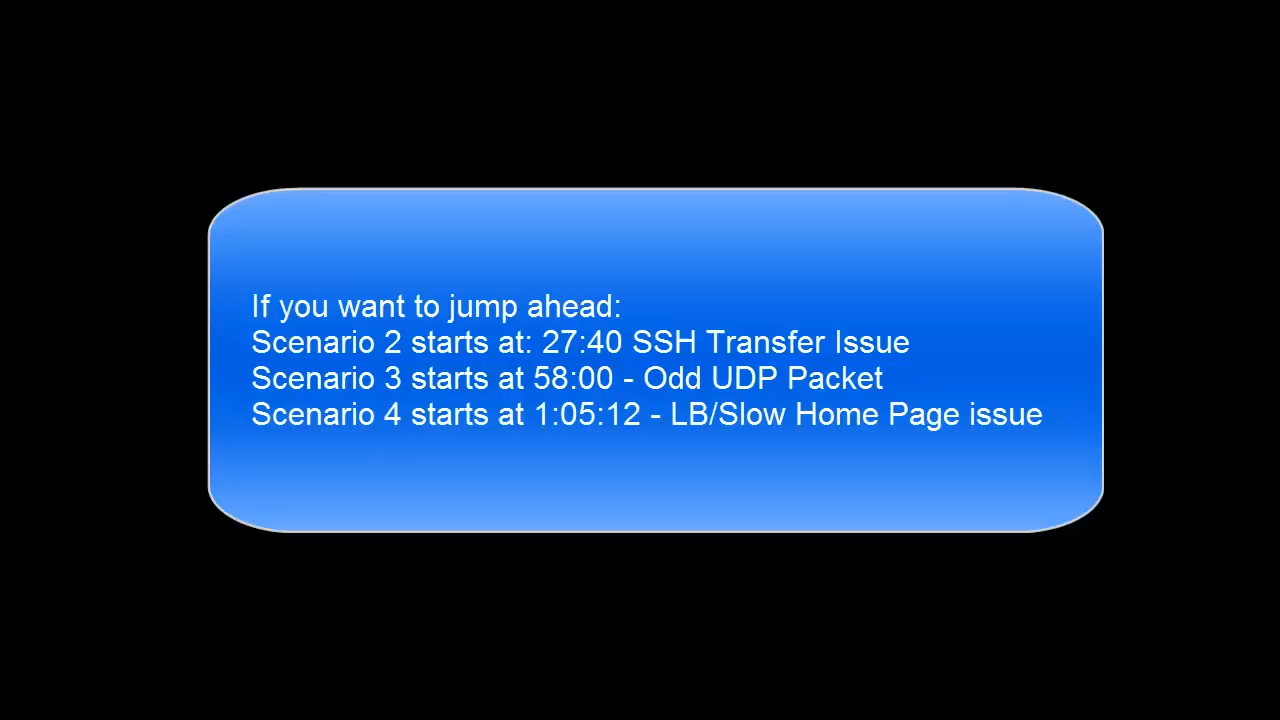 If you want to jump ahead:
Scenario 2 starts at: 27:40 SSH Transfer Issue
Scenario 3 starts at 58:00 - Odd UDP Packet
Scenario 4 starts at 1:05:12 - LB/Slow Home Page issue